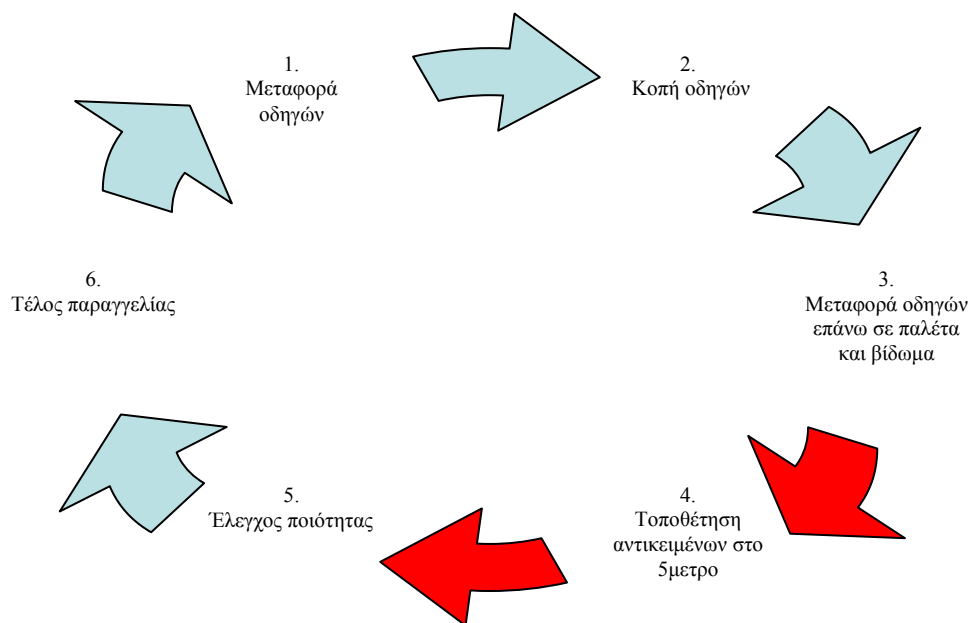 1.
Μεταφορά
οδηγών
2.
Κοπή οδηγών
3.
Μεταφορά οδηγών
επάνω σε παλέτα
και βίδωμα
4.
Τοποθέτηση
αντικειμένων στο
5μετρο
5.
Έλεγχος ποιότητας
6.
Τέλος παραγγελίας